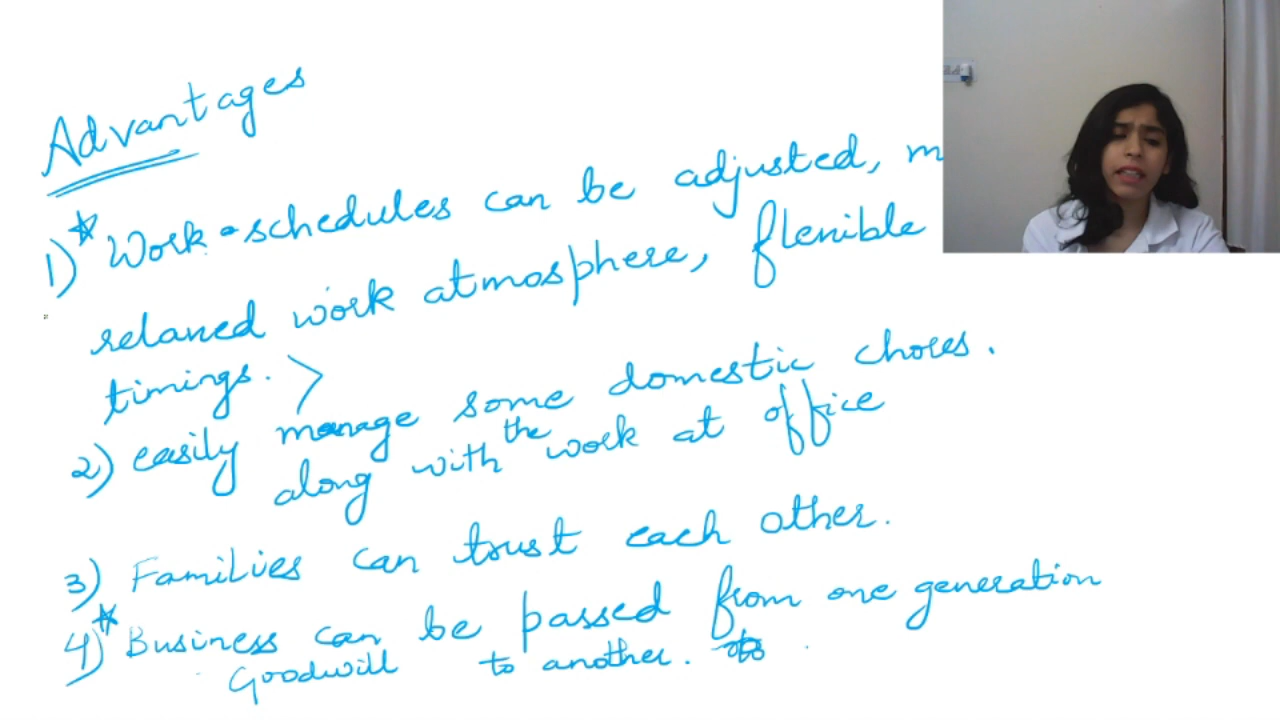 Advantages
1) * Work-schedules can be adjusted, m
relaxed work atmosphere, flexible
timings. >
2) easily manage some domestic chores.
along with the work at office
3) Families can trust each other.
4) * Business can be passed from one generation
Goodwill to another.